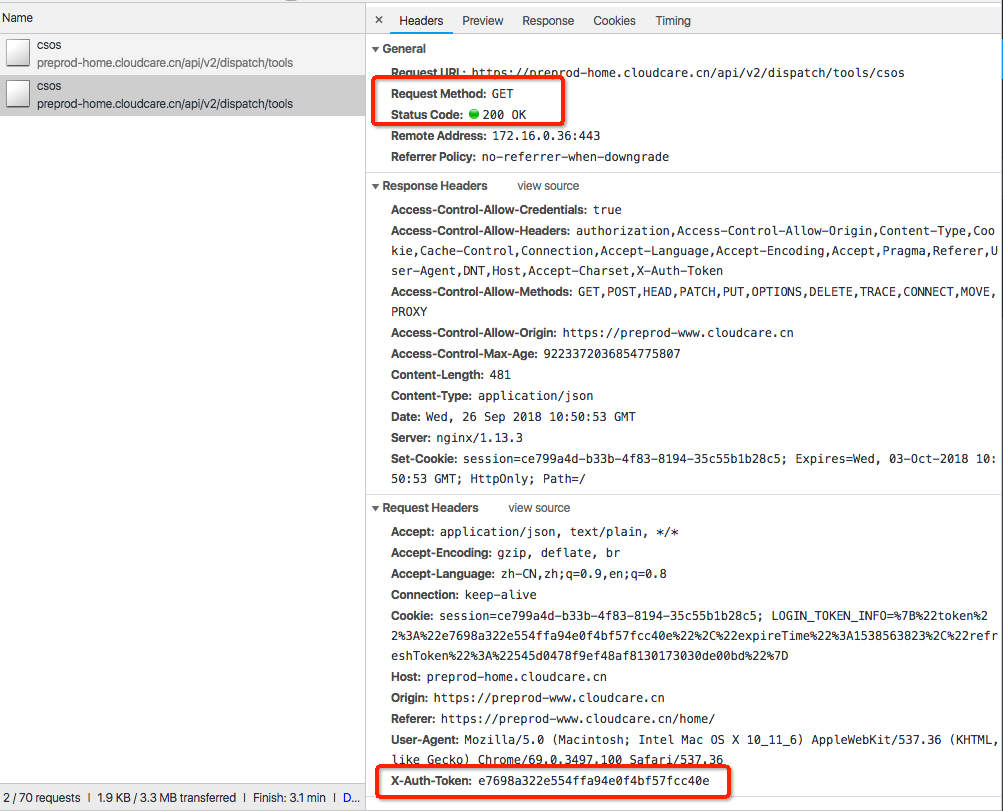 Name
× Headers Preview Response Cookies Timing
csos
preprod-home.cloudcare.cn/api/v2/dispatch/tools
csos
preprod-home.cloudcare.cn/api/v2/dispatch/tools
▼ General
Request URL: https://preprod-home.cloudcare.cn/api/v2/dispatch/tools/csos
Request Method: GET
Status Code: 200 OK
Remote Address: 172.16.0.36:443
Referrer Policy: no-referrer-when-downgrade
▼ Response Headers view source
Access-Control-Allow-Credentials: true
Access-Control-Allow-Headers: authorization,Access-Control-Allow-Origin,Content-Type,Coo
kie,Cache-Control,Connection,Accept-Language,Accept-Encoding,Accept,Pragma,Referer,U
ser-Agent,DNT,Host,Accept-Charset,X-Auth-Token
Access-Control-Allow-Methods: GET,POST,HEAD,PATCH,PUT,OPTIONS,DELETE,TRACE,CONNECT,MOVE,
PROXY
Access-Control-Allow-Origin: https://preprod-www.cloudcare.cn
Access-Control-Max-Age: 9223372036854775807
Content-Length: 481
Content-Type: application/json
Date: Wed, 26 Sep 2018 10:50:53 GMT
Server: nginx/1.13.3
Set-Cookie: session=ce799a4d-b33b-4f83-8194-35c55b1b28c5; Expires=Wed, 03-Oct-2018 10:
50:53 GMT; HttpOnly; Path=/
▼ Request Headers view source
Accept: application/json, text/plain, */*
Accept-Encoding: gzip, deflate, br
Accept-Language: zh-CN,zh;q=0.9,en;q=0.8
Connection: keep-alive
Cookie: session=ce799a4d-b33b-4f83-8194-35c55b1b28c5; LOGIN_TOKEN_INFO=%7B%22token%2
2%3A%22e7698a322e554ffa94e0f4bf57fcc40e%22%2C%22expireTime%22%3A1538563823%2C%22refr
eshToken%22%3A%22545d0478f9ef48af8130173030de00bd%22%7D
Host: preprod-home.cloudcare.cn
Origin: https://preprod-www.cloudcare.cn
Referer: https://preprod-www.cloudcare.cn/home/
User-Agent: Mozilla/5.0 (Macintosh; Intel Mac OS X 10_11_6) AppleWebKit/537.36 (KHTML,
like Gecko) Chrome/69.0.3497.100 Safari/537.36
X-Auth-Token: e7698a322e554ffa94e0f4bf57fcc40e
2 / 70 requests | 1.9 KB / 3.3 MB transferred | Finish: 3.1 min | D...